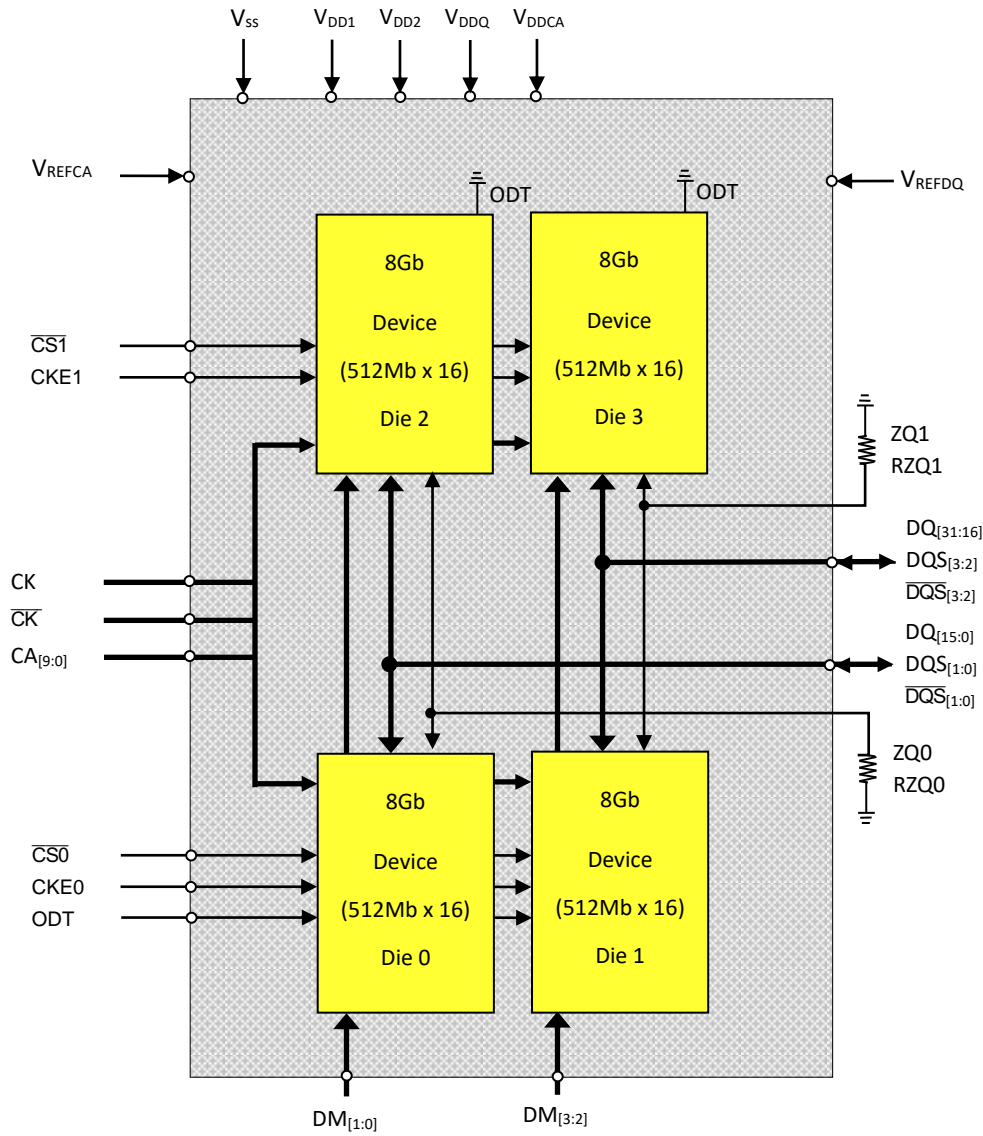 Vss VDD1 VDD2 VDDQ VDDCA
VREFCA
VREFDQ
ODT
ODT
8Gb
Device
(512Mb x 16)
Die 2
8Gb
Device
(512Mb x 16)
Die 3
CS1
CKE1
ZQ1
RZQ1
DQ[31:16]
DQS[3:2]
DQS[3:2]
CK
CK
CA[9:0]
DQ[15:0]
DQS[1:0]
DQS[1:0]
ZQ0
RZQ0
8Gb
Device
(512Mb x 16)
Die 0
8Gb
Device
(512Mb x 16)
Die 1
CS0
CKE0
ODT
DM[1:0]
DM[3:2]